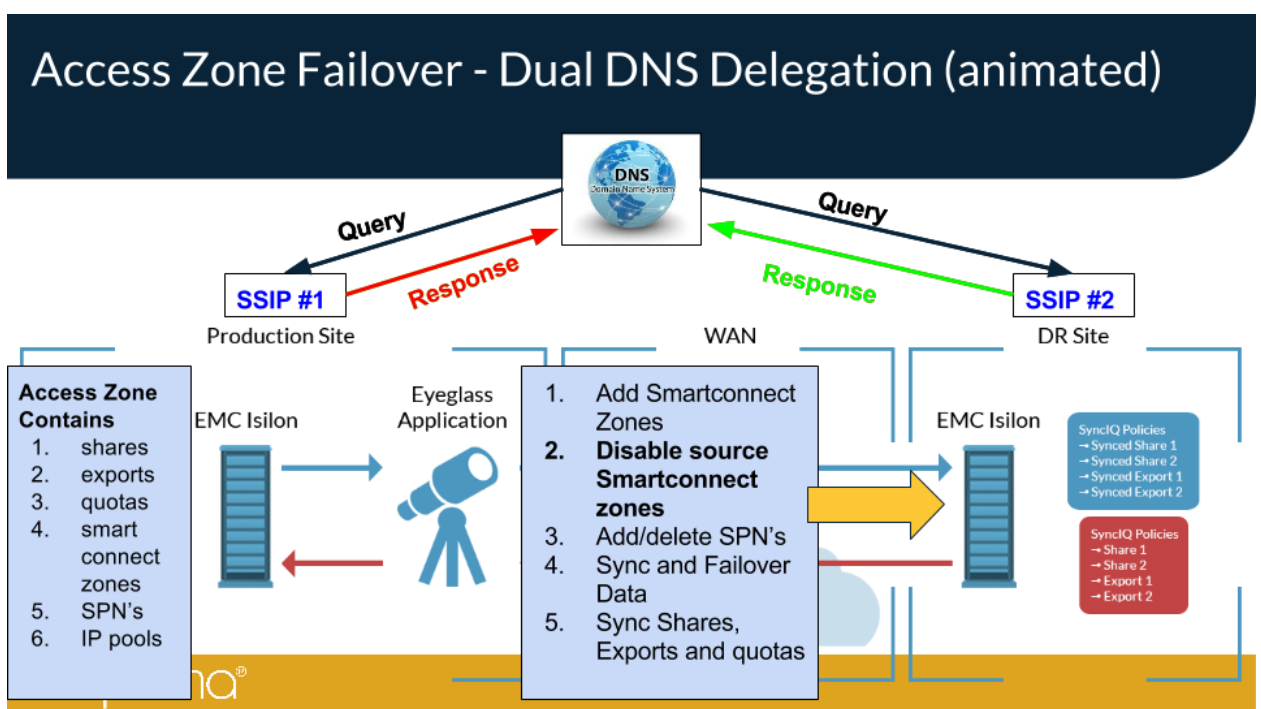 Access Zone Failover - Dual DNS Delegation (animated)
DNS
Domain Name System
Query
Query
Response
Response
SSIP #1
SSIP #2
Production Site
WAN
DR Site
Access Zone
Contains
1. shares
2. exports
3. quotas
4. smart
connect
zones
5. SPN's
6. IP pools
EMC Isilon
Eyeglass
Application
1. Add Smartconnect
Zones
2. Disable source
Smartconnect
zones
3. Add/delete SPN's
4. Sync and Failover
Data
5. Sync Shares,
Exports and quotas
EMC Isilon
SyncIQ Policies
→ Synced Share 1
→ Synced Share 2
→ Synced Export 1
→ Synced Export 2
SyncIQ Policies
→ Share 1
→ Share 2
→ Export 1
→ Export 2